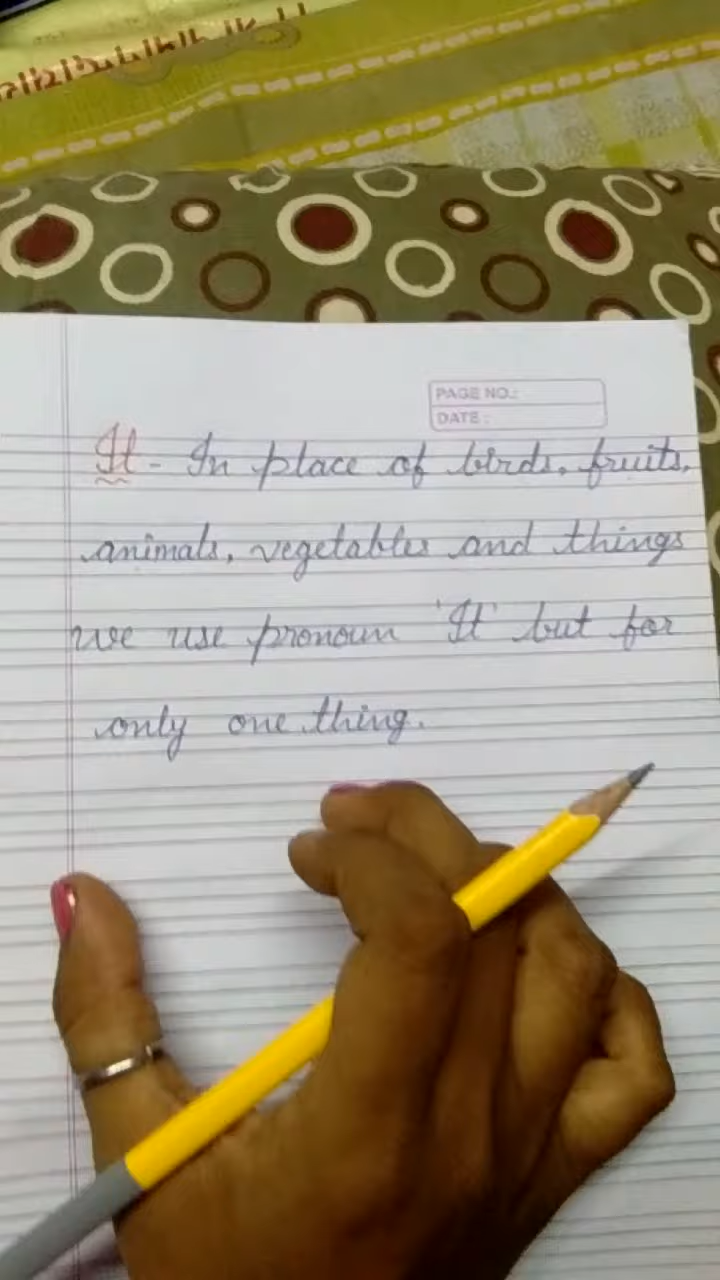 PAGE NO.:
DATE :
It - In place of birds, fruits,
animals, vegetables and things
we use pronoun 'It' but for
only one thing.